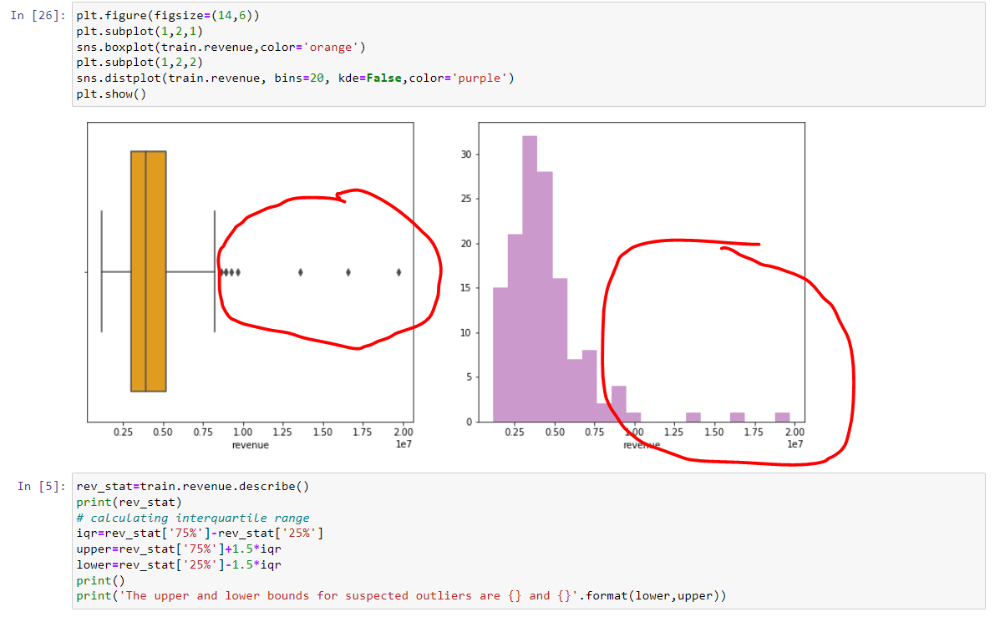 In [26]:
plt.figure(figsize=(14,6))
plt.subplot(1,2,1)
sns.boxplot(train.revenue,color='orange')
plt.subplot(1,2,2)
sns.distplot(train.revenue, bins=20, kde=False,color='purple')
plt.show()
0.25 0.50 0.75 1.00 1.25 1.50 1.75 2.00
revenue
1e7
30
25
20
15
10
5
0
0.25 0.50 0.75 1.00 1.25 1.50 1.75 2.00
revenue
1e7
In [5]:
rev_stat=train.revenue.describe()
print(rev_stat)
# calculating interquartile range
iqr=rev_stat['75%']-rev_stat['25%']
upper=rev_stat['75%']+1.5*iqr
lower=rev_stat['25%']-1.5*iqr
print()
print('The upper and lower bounds for suspected outliers are {} and {}'.format(lower,upper))